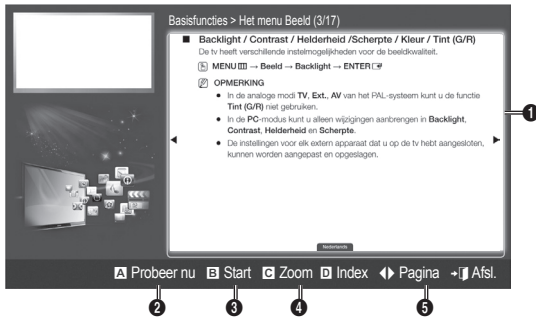 Basisfuncties > Het menu Beeld (3/17)
■ Backlight / Contrast / Helderheid /Scherpte / Kleur / Tint (G/R)
De tv heeft verschillende instelmogelijkheden voor de beeldkwaliteit.
MENU → Beeld → Backlight → ENTER
OPMERKING
● In de analoge modi TV, Ext., AV van het PAL-systeem kunt u de functie
Tint (G/R) niet gebruiken.
● In de PC-modus kunt u alleen wijzigingen aanbrengen in Backlight,
Contrast, Helderheid en Scherpte.
● De instellingen voor elk extern apparaat dat u op de tv hebt aangesloten,
kunnen worden aangepast en opgeslagen.
Nederlands
1
A Probeer nu B Start C Zoom D Index ◀▶ Pagina Afsl.
2 3 4 5